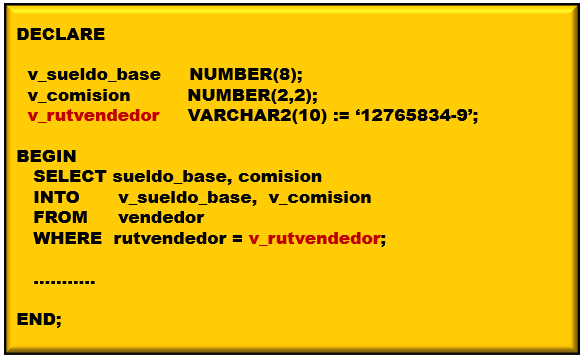 DECLARE
v_sueldo_base NUMBER(8);
v_comision NUMBER(2,2);
v_rutvendedor VARCHAR2(10) := ‘12765834-9’;
BEGIN
SELECT sueldo_base, comision
INTO v_sueldo_base, v_comision
FROM vendedor
WHERE rutvendedor = v_rutvendedor;
...........
END;